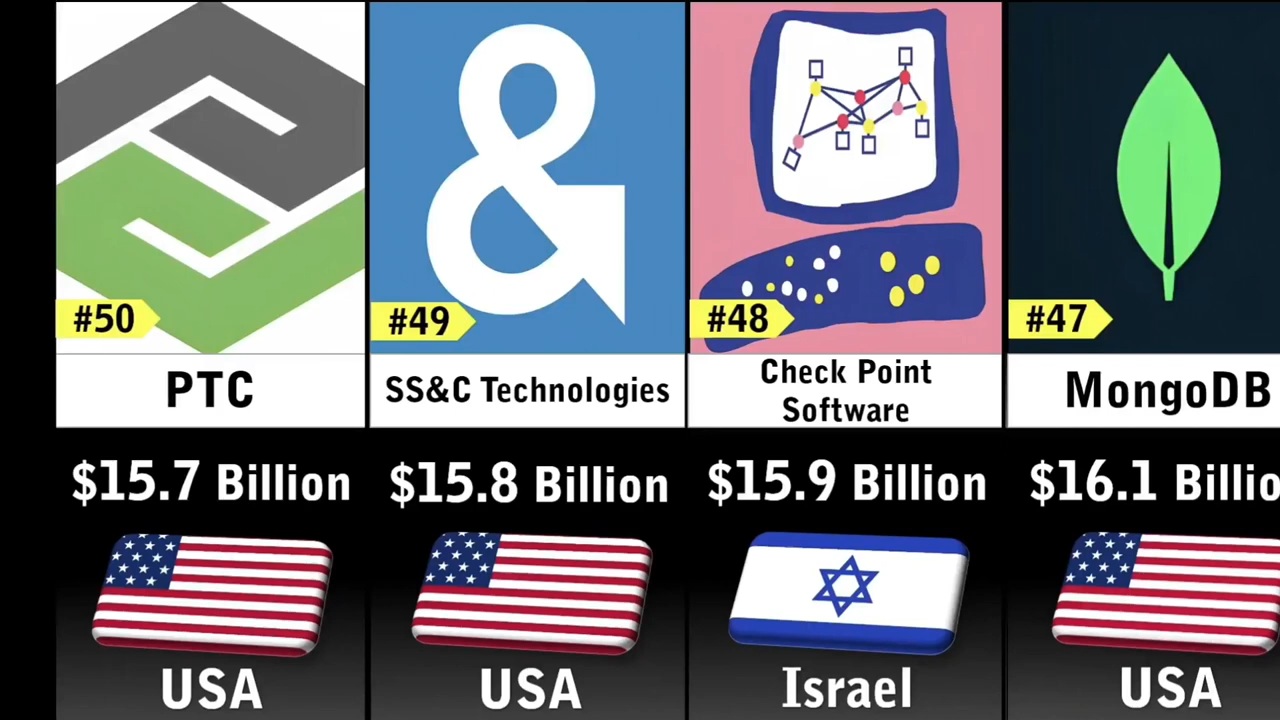 #50
PTC
$15.7 Billion
USA
#49
SS&C Technologies
$15.8 Billion
USA
#48
Check Point
Software
$15.9 Billion
Israel
#47
MongoDB
$16.1 Billio
USA